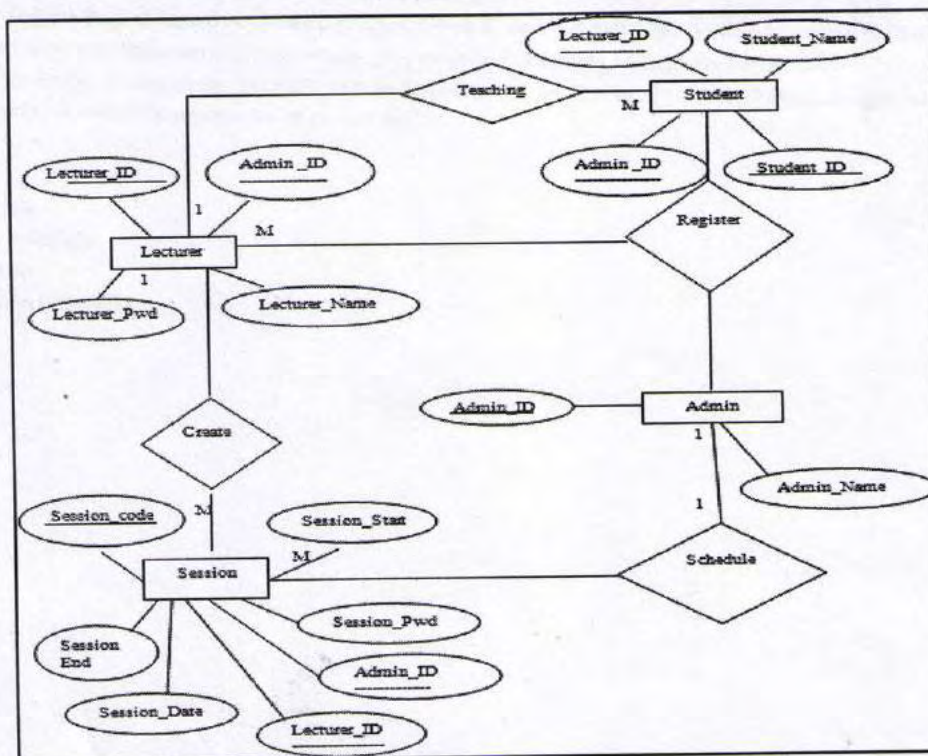 Lecturer_ID
Student_Name
Teaching
M
Student
Lecturer_ID
Admin_ID
Admin_ID
Student_ID
1
M
Register
Lecturer
1
Lecturer_Pwd
Lecturer_Name
Admin_ID
Admin
1
Create
Admin_Name
Session_code
M
Session_Start
1
M
Schedule
Session
Session_Pwd
Session
End
Admin_ID
Session_Date
Lecturer_ID